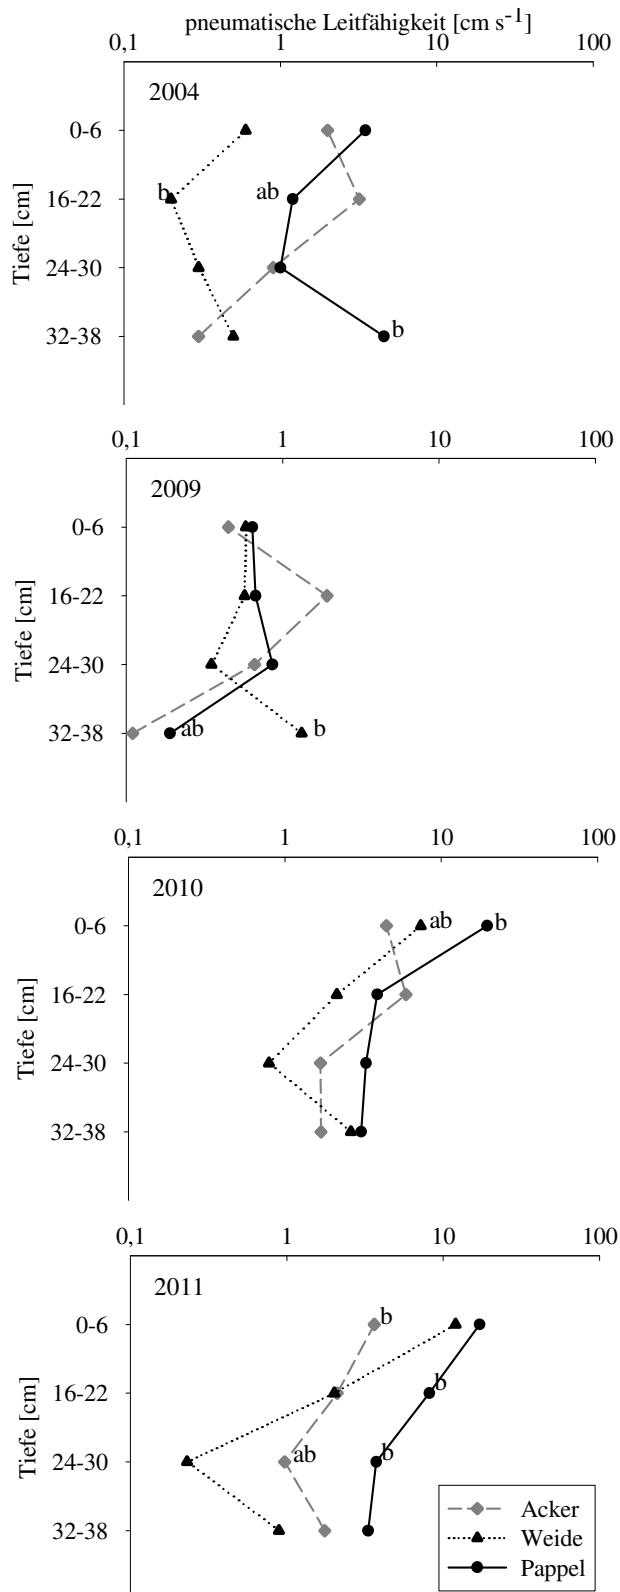 pneumatische Leitfähigkeit [cm s-1]
0,1 1 10 100
2004
0-6
b ab
16-22
24-30
32-38 b
Tiefe [cm]
0,1 1 10 100
2009
0-6
16-22
24-30
32-38 ab b
Tiefe [cm]
0,1 1 10 100
2010
0-6 ab b
16-22
24-30
32-38
Tiefe [cm]
0,1 1 10 100
2011
0-6 b
16-22 b
24-30 ab b
32-38
Tiefe [cm]
Acker
Weide
Pappel